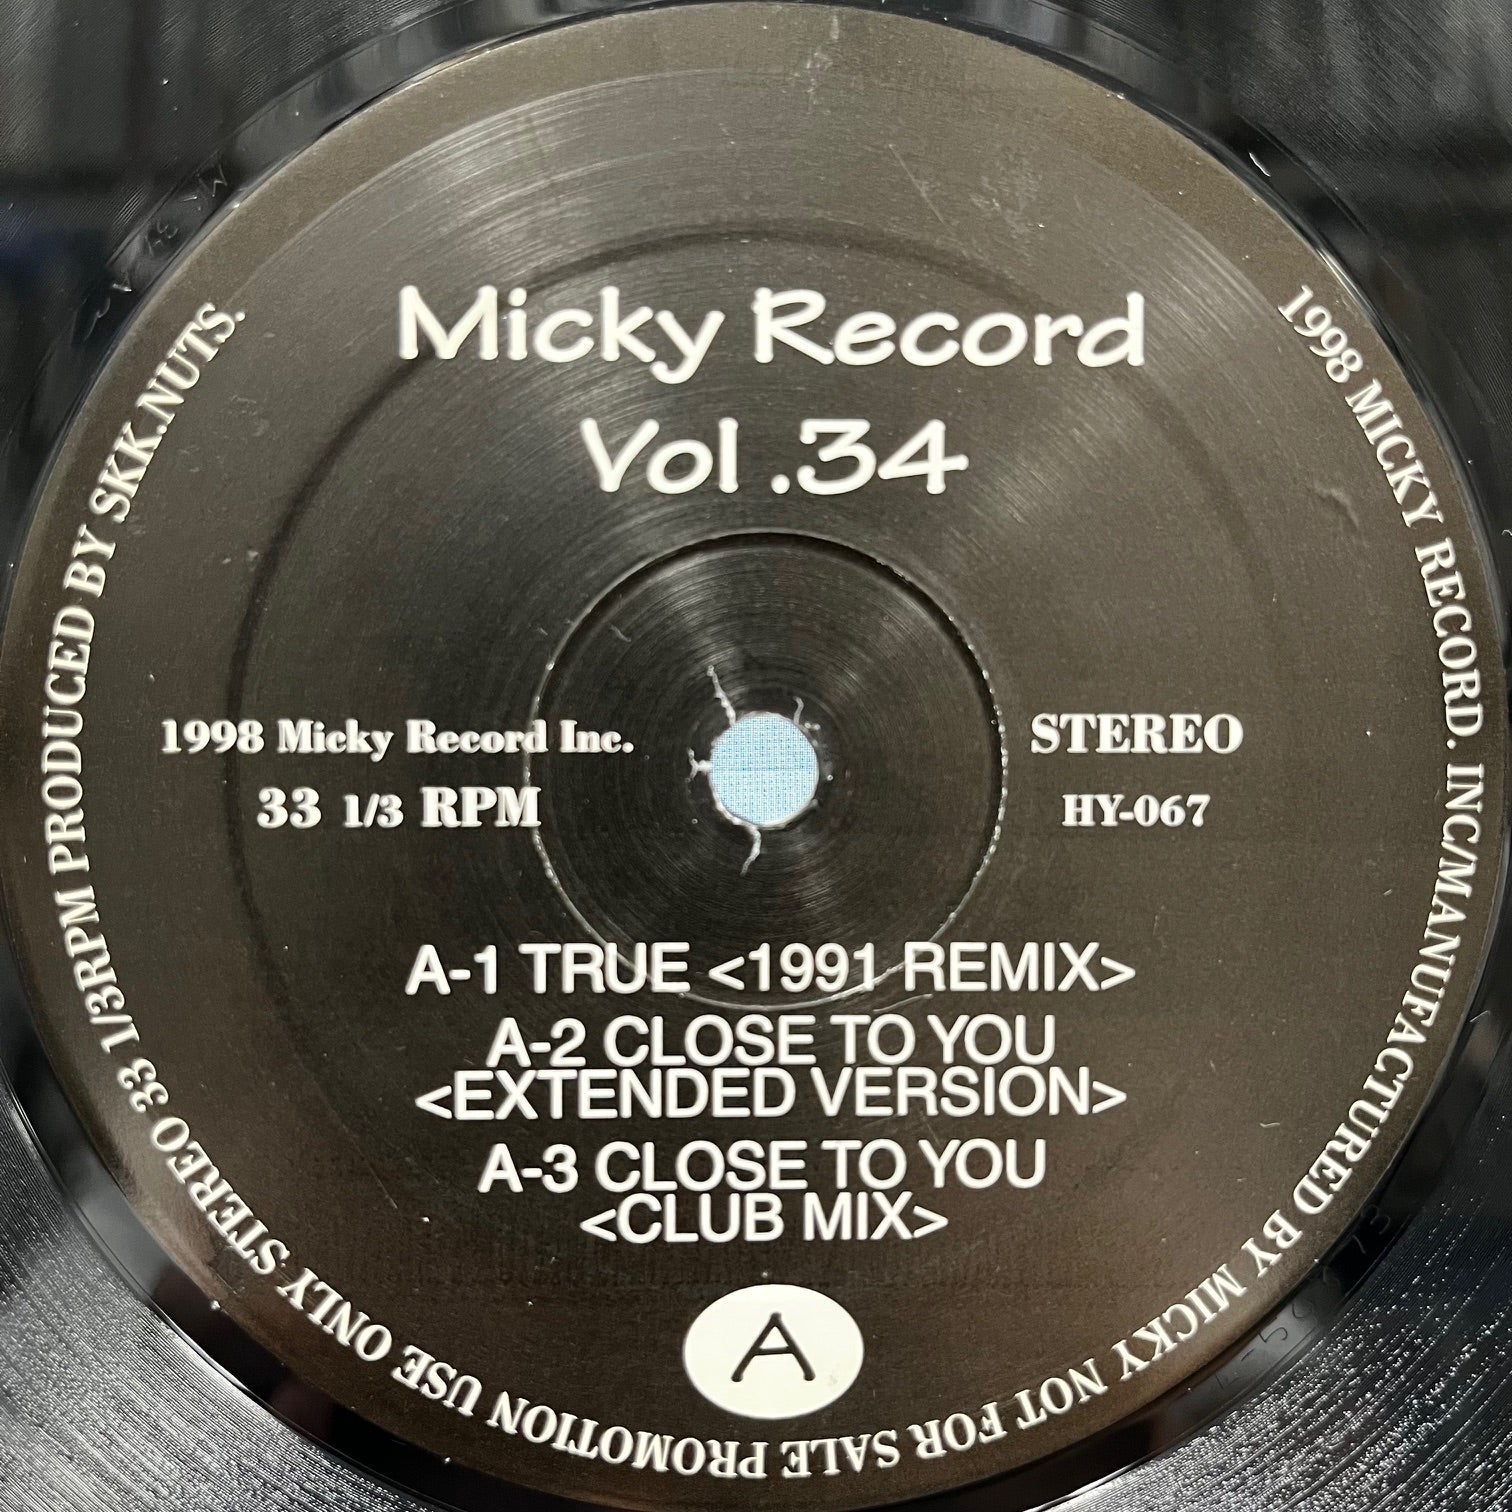 Micky Record
Vol .34
1998 Micky Record Inc.
33 1/3 RPM
STEREO
HY-067
A-1 TRUE <1991 REMIX>
A-2 CLOSE TO YOU
<EXTENDED VERSION>
A-3 CLOSE TO YOU
<CLUB MIX>
A
1998 MICKY RECORD. INC/MANUFACTURED BY MICKY NOT FOR SALE PROMOTION USE ONLY STEREO 33 1/3RPM PRODUCED BY SKK.NUTS.